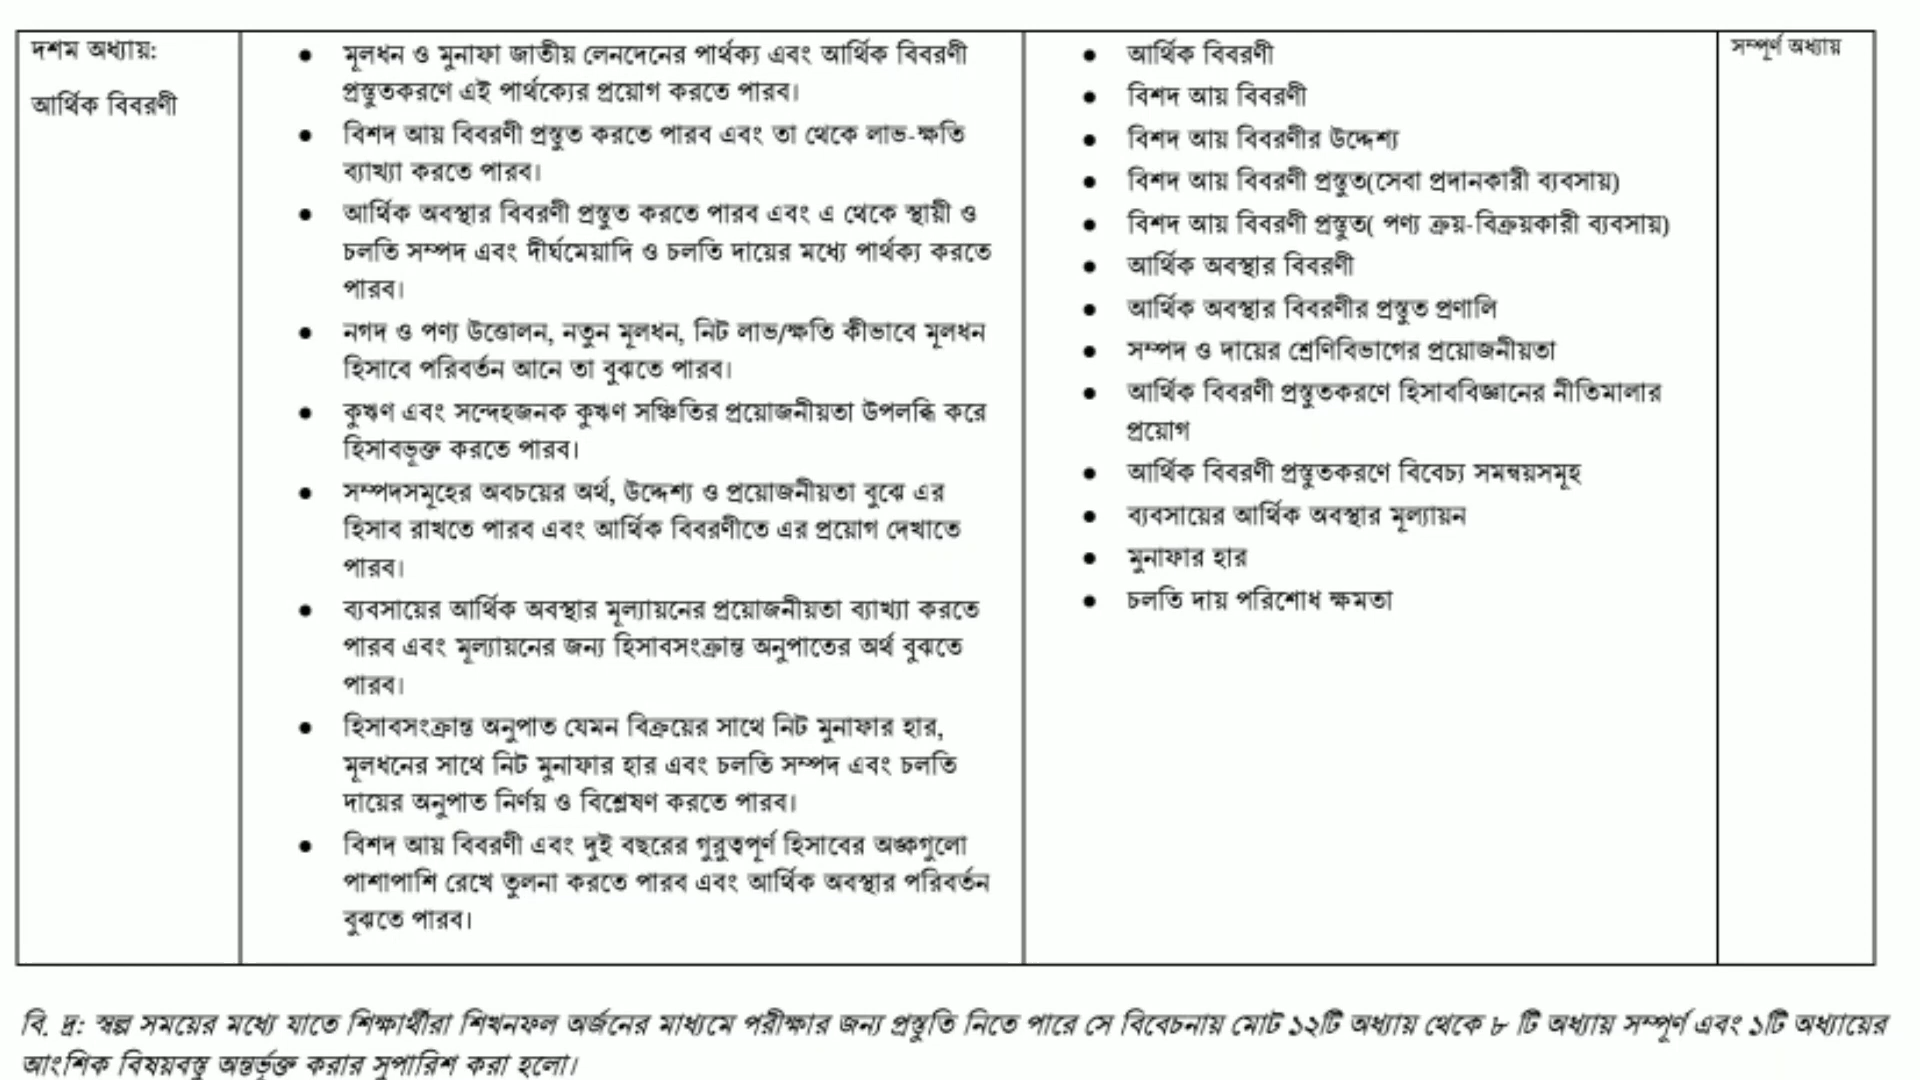 দশম অধ্যায়:
আর্থিক বিবরণী
● মূলধন ও মুনাফা জাতীয় লেনদেনের পার্থক্য এবং আর্থিক বিবরণী
প্রস্তুতকরণে এই পার্থক্যের প্রয়োগ করতে পারব।
● বিশদ আয় বিবরণী প্রস্তুত করতে পারব এবং তা থেকে লাভ-ক্ষতি
ব্যাখ্যা করতে পারব।
● আর্থিক অবস্থার বিবরণী প্রস্তুত করতে পারব এবং এ থেকে স্থায়ী ও
চলতি সম্পদ এবং দীর্ঘমেয়াদি ও চলতি দায়ের মধ্যে পার্থক্য করতে
পারব।
● নগদ ও পণ্য উত্তোলন, নতুন মূলধন, নিট লাভ/ক্ষতি কীভাবে মূলধন
হিসাবে পরিবর্তন আনে তা বুঝতে পারব।
● কুঋণ এবং সন্দেহজনক কুঋণ সঞ্চিতির প্রয়োজনীয়তা উপলব্ধি করে
হিসাবভূক্ত করতে পারব।
● সম্পদসমূহের অবচয়ের অর্থ, উদ্দেশ্য ও প্রয়োজনীয়তা বুঝে এর
হিসাব রাখতে পারব এবং আর্থিক বিবরণীতে এর প্রয়োগ দেখাতে
পারব।
● ব্যবসায়ের আর্থিক অবস্থার মূল্যায়নের প্রয়োজনীয়তা ব্যাখ্যা করতে
পারব এবং মূল্যায়নের জন্য হিসাবসংক্রান্ত অনুপাতের অর্থ বুঝতে
পারব।
● হিসাবসংক্রান্ত অনুপাত যেমন বিক্রয়ের সাথে নিট মুনাফার হার,
মূলধনের সাথে নিট মুনাফার হার এবং চলতি সম্পদ এবং চলতি
দায়ের অনুপাত নির্ণয় ও বিশ্লেষণ করতে পারব।
● বিশদ আয় বিবরণী এবং দুই বছরের গুরুত্বপূর্ণ হিসাবের অঙ্কগুলো
পাশাপাশি রেখে তুলনা করতে পারব এবং আর্থিক অবস্থার পরিবর্তন
বুঝতে পারব।
● আর্থিক বিবরণী
● বিশদ আয় বিবরণী
● বিশদ আয় বিবরণীর উদ্দেশ্য
● বিশদ আয় বিবরণী প্রস্তুত(সেবা প্রদানকারী ব্যবসায়)
● বিশদ আয় বিবরণী প্রস্তুত( পণ্য ক্রয়-বিক্রয়কারী ব্যবসায়)
● আর্থিক অবস্থার বিবরণী
● আর্থিক অবস্থার বিবরণীর প্রস্তুত প্রণালি
● সম্পদ ও দায়ের শ্রেণিবিভাগের প্রয়োজনীয়তা
● আর্থিক বিবরণী প্রস্তুতকরণে হিসাববিজ্ঞানের নীতিমালার
প্রয়োগ
● আর্থিক বিবরণী প্রস্তুতকরণে বিবেচ্য সমন্বয়সমূহ
● ব্যবসায়ের আর্থিক অবস্থার মূল্যায়ন
● মুনাফার হার
● চলতি দায় পরিশোধ ক্ষমতা
সম্পূর্ণ অধ্যায়
বি. দ্র: স্বল্প সময়ের মধ্যে যাতে শিক্ষার্থীরা শিখনফল অর্জনের মাধ্যমে পরীক্ষার জন্য প্রস্তুতি নিতে পারে সে বিবেচনায় মোট ১২টি অধ্যায় থেকে ৮ টি অধ্যায় সম্পূর্ণ এবং ১টি অধ্যায়ের
আংশিক বিষয়বস্তু অন্তর্ভূক্ত করার সুপারিশ করা হলো।